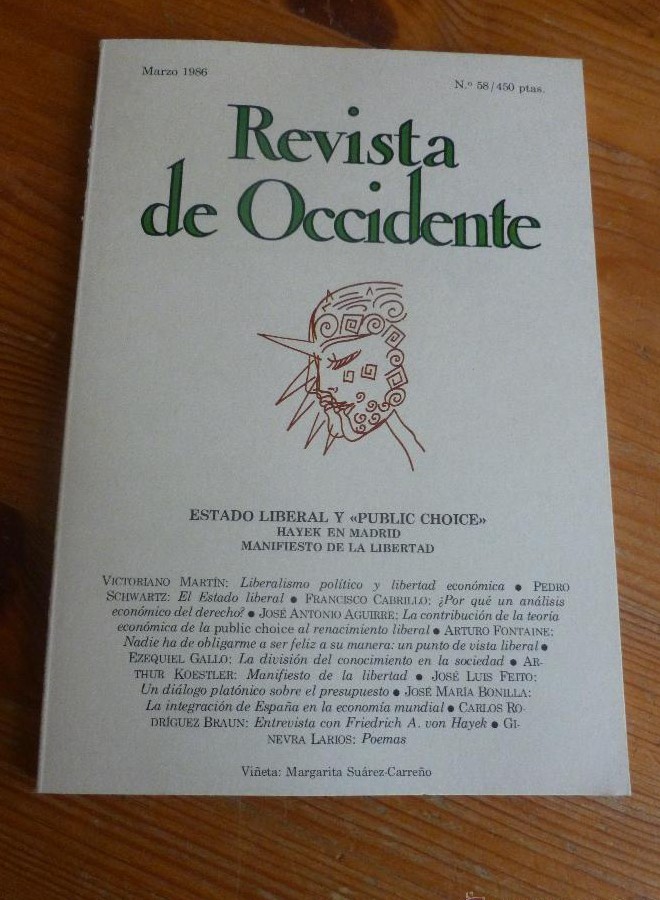 Marzo 1986
N.º 58/450 ptas.
Revista
de Occidente
ESTADO LIBERAL Y «PUBLIC CHOICE»
HAYEK EN MADRID
MANIFIESTO DE LA LIBERTAD
VICTORIANO MARTÍN: Liberalismo político y libertad económica ● PEDRO
SCHWARTZ: El Estado liberal ● FRANCISCO CABRILLO: ¿Por qué un análisis
económico del derecho? ● JOSÉ ANTONIO AGUIRRE: La contribución de la teoría
económica de la public choice al renacimiento liberal ● ARTURO FONTAINE:
Nadie ha de obligarme a ser feliz a su manera: un punto de vista liberal ●
EZEQUIEL GALLO: La división del conocimiento en la sociedad ● AR-
THUR KOESTLER: Manifiesto de la libertad ● JOSÉ LUIS FEITO:
Un diálogo platónico sobre el presupuesto ● JOSÉ MARÍA BONILLA:
La integración de España en la economía mundial ● CARLOS RO-
DRÍGUEZ BRAUN: Entrevista con Friedrich A. von Hayek ● GI-
NEVRA LARIOS: Poemas
Viñeta: Margarita Suárez-Carreño